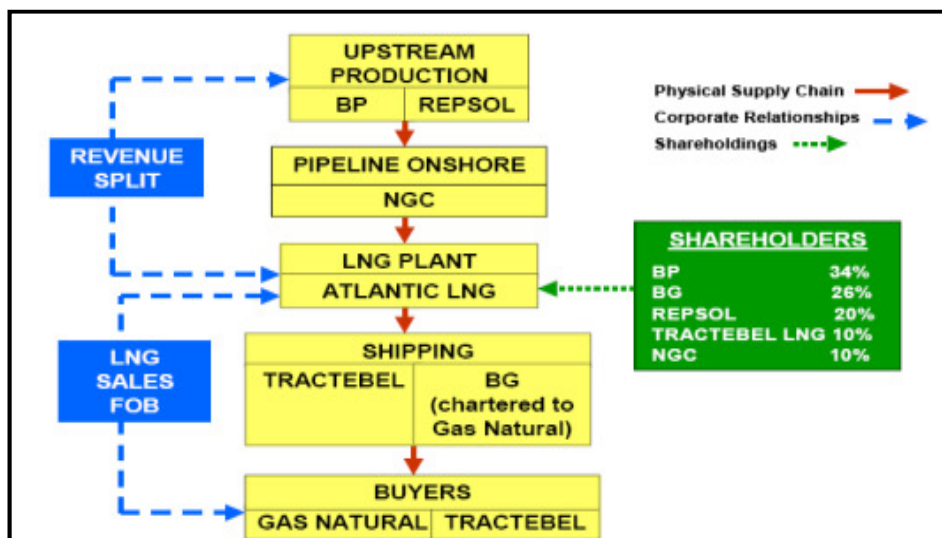 UPSTREAM
PRODUCTION
BP REPSOL
Physical Supply Chain
Corporate Relationships
Shareholdings
REVENUE
SPLIT
PIPELINE ONSHORE
NGC
LNG PLANT
ATLANTIC LNG
SHAREHOLDERS
BP 34%
BG 26%
REPSOL 20%
TRACTEBEL LNG 10%
NGC 10%
LNG
SALES
FOB
SHIPPING
TRACTEBEL
BG
(chartered to
Gas Natural)
BUYERS
GAS NATURAL TRACTEBEL